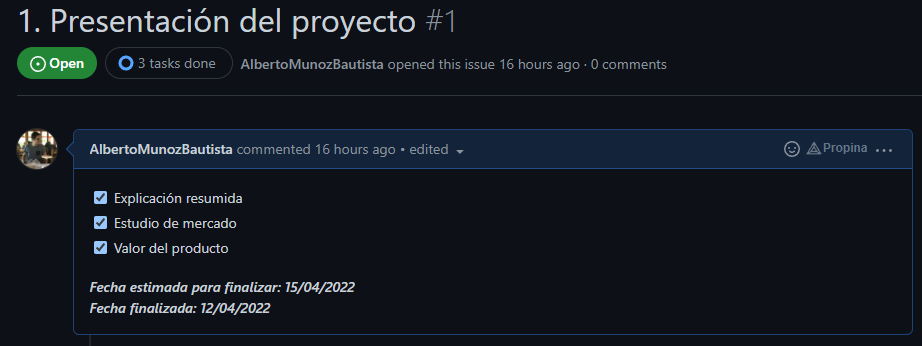 1. Presentación del proyecto #1
Open 3 tasks done AlbertoMunozBautista opened this issue 16 hours ago · 0 comments
AlbertoMunozBautista commented 16 hours ago • edited Propina
Explicación resumida
Estudio de mercado
Valor del producto
Fecha estimada para finalizar: 15/04/2022
Fecha finalizada: 12/04/2022